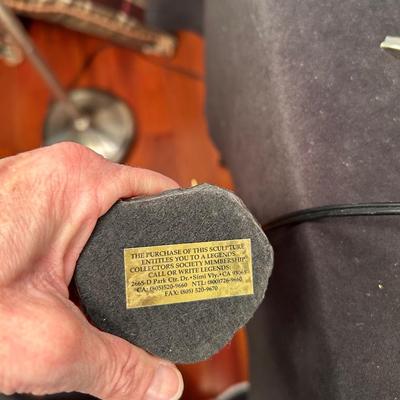 THE PURCHASE OF THIS SCULPTURE
ENTITLES YOU TO A LEGENDS
COLLECTORS SOCIETY MEMBERSHIP
CALL OR WRITE LEGENDS:
2665-D Park Ctr. Dr.•Simi Vly.•CA 93065
CA: (805)520-9660 NTL: (800)726-9660
FAX: (805) 520-9670